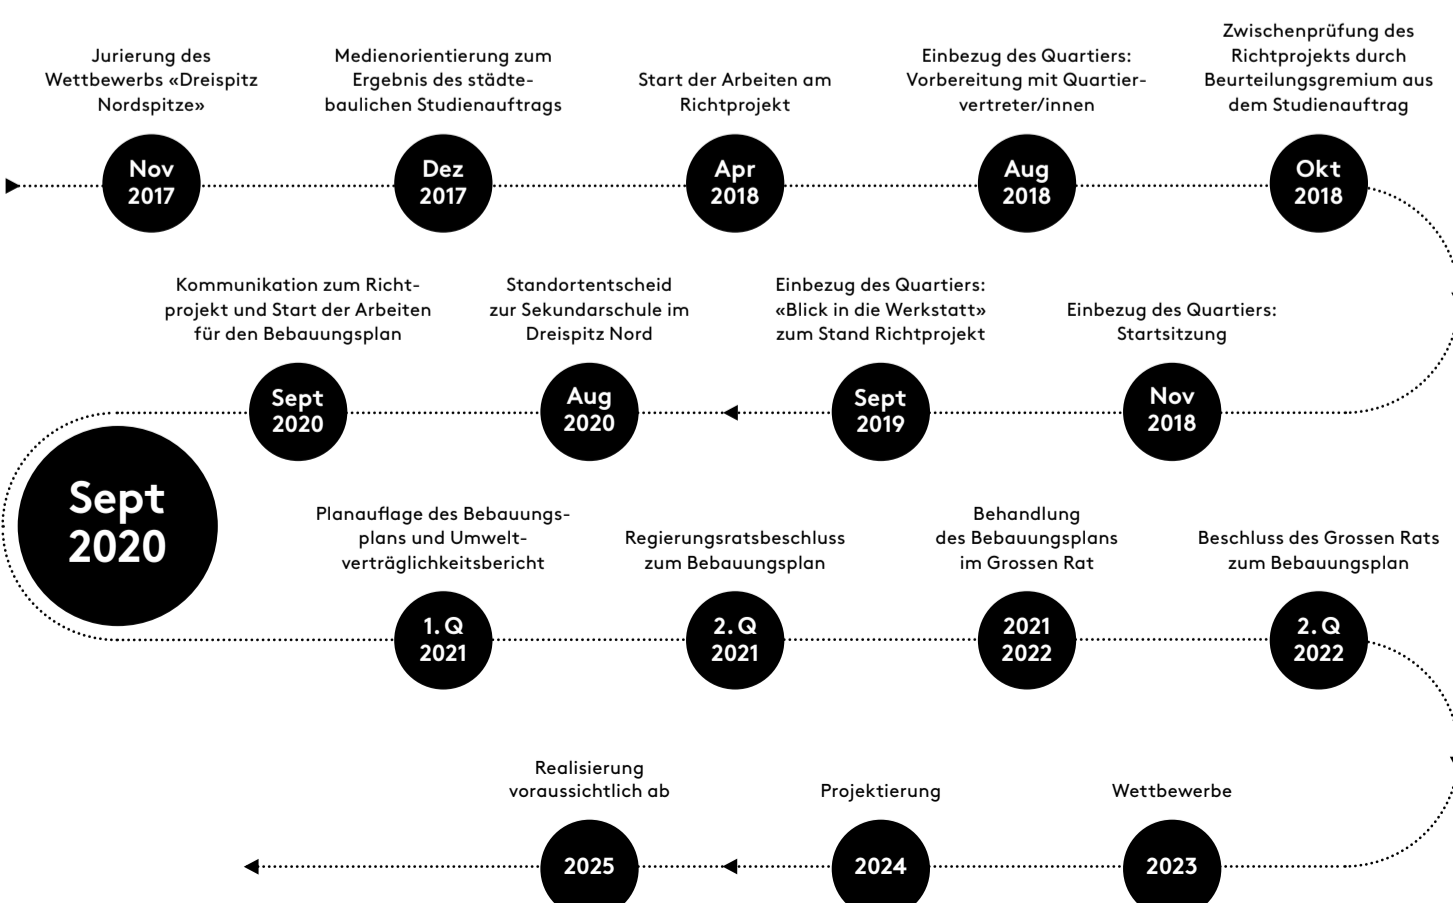 Jurierung des
Wettbewerbs «Dreispitz
Nordspitze»
Nov
2017
Medienorientierung zum
Ergebnis des städte-
baulichen Studienauftrags
Dez
2017
Start der Arbeiten am
Richtprojekt
Apr
2018
Einbezug des Quartiers:
Vorbereitung mit Quartier-
vertreter/innen
Aug
2018
Zwischenprüfung des
Richtprojekts durch
Beurteilungsgremium aus
dem Studienauftrag
Okt
2018
Einbezug des Quartiers:
Startsitzung
Nov
2018
Einbezug des Quartiers:
«Blick in die Werkstatt»
zum Stand Richtprojekt
Sept
2019
Standortentscheid
zur Sekundarschule im
Dreispitz Nord
Aug
2020
Kommunikation zum Richt-
projekt und Start der Arbeiten
für den Bebauungsplan
Sept
2020
Sept
2020
Planauflage des Bebauungs-
plans und Umwelt-
verträglichkeitsbericht
1. Q
2021
Regierungsratsbeschluss
zum Bebauungsplan
2. Q
2021
Behandlung
des Bebauungsplans
im Grossen Rat
2021
2022
Beschluss des Grossen Rats
zum Bebauungsplan
2. Q
2022
Wettbewerbe
2023
Projektierung
2024
Realisierung
voraussichtlich ab
2025